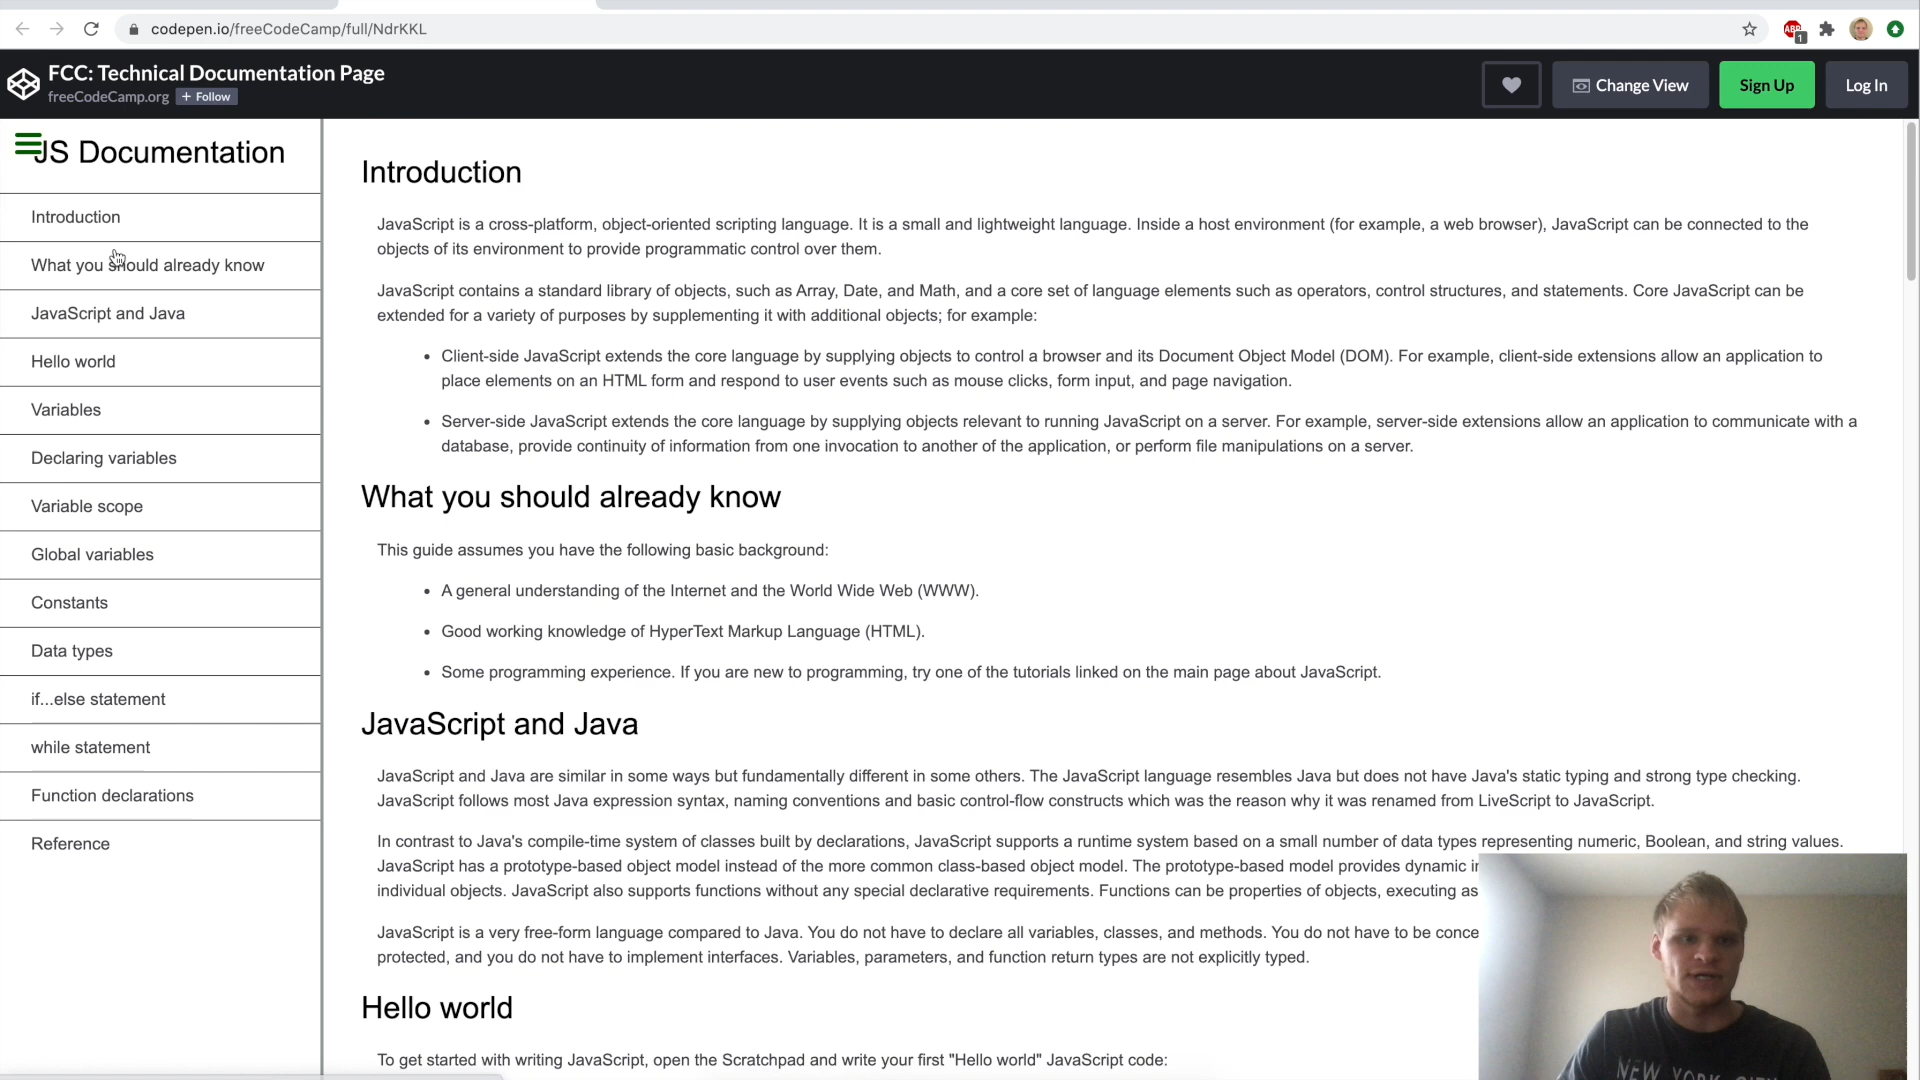 codepen.io/freeCodeCamp/full/NdrKKL
ABP
1
FCC: Technical Documentation Page
freeCodeCamp.org
+ Follow
Change View
Sign Up
Log In
JS Documentation
Introduction
What you should already know
JavaScript and Java
Hello world
Variables
Declaring variables
Variable scope
Global variables
Constants
Data types
if...else statement
while statement
Function declarations
Reference
Introduction
JavaScript is a cross-platform, object-oriented scripting language. It is a small and lightweight language. Inside a host environment (for example, a web browser), JavaScript can be connected to the
objects of its environment to provide programmatic control over them.
JavaScript contains a standard library of objects, such as Array, Date, and Math, and a core set of language elements such as operators, control structures, and statements. Core JavaScript can be
extended for a variety of purposes by supplementing it with additional objects; for example:
• Client-side JavaScript extends the core language by supplying objects to control a browser and its Document Object Model (DOM). For example, client-side extensions allow an application to
place elements on an HTML form and respond to user events such as mouse clicks, form input, and page navigation.
• Server-side JavaScript extends the core language by supplying objects relevant to running JavaScript on a server. For example, server-side extensions allow an application to communicate with a
database, provide continuity of information from one invocation to another of the application, or perform file manipulations on a server.
What you should already know
This guide assumes you have the following basic background:
• A general understanding of the Internet and the World Wide Web (WWW).
• Good working knowledge of HyperText Markup Language (HTML).
• Some programming experience. If you are new to programming, try one of the tutorials linked on the main page about JavaScript.
JavaScript and Java
JavaScript and Java are similar in some ways but fundamentally different in some others. The JavaScript language resembles Java but does not have Java's static typing and strong type checking.
JavaScript follows most Java expression syntax, naming conventions and basic control-flow constructs which was the reason why it was renamed from LiveScript to JavaScript.
In contrast to Java's compile-time system of classes built by declarations, JavaScript supports a runtime system based on a small number of data types representing numeric, Boolean, and string values.
JavaScript has a prototype-based object model instead of the more common class-based object model. The prototype-based model provides dynamic
individual objects. JavaScript also supports functions without any special declarative requirements. Functions can be properties of objects, executing as
JavaScript is a very free-form language compared to Java. You do not have to declare all variables, classes, and methods. You do not have to be conce
protected, and you do not have to implement interfaces. Variables, parameters, and function return types are not explicitly typed.
Hello world
To get started with writing JavaScript, open the Scratchpad and write your first "Hello world" JavaScript code:
NEW YORK